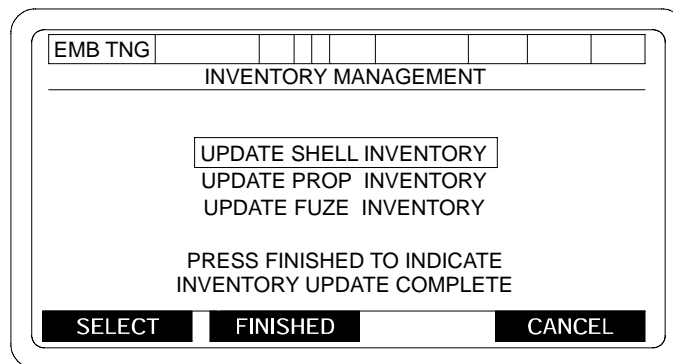 EMB TNG
INVENTORY MANAGEMENT
UPDATE SHELL INVENTORY
UPDATE PROP INVENTORY
UPDATE FUZE INVENTORY
PRESS FINISHED TO INDICATE
INVENTORY UPDATE COMPLETE
SELECT FINISHED CANCEL